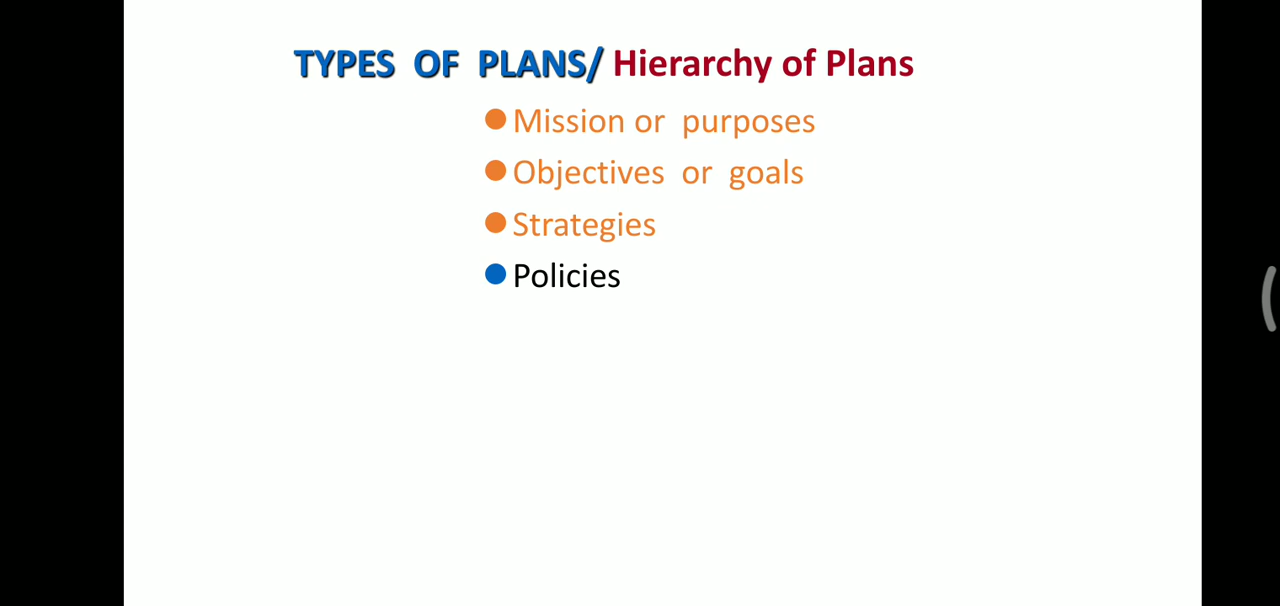 TYPES OF PLANS/ Hierarchy of Plans
Mission or purposes
Objectives or goals
Strategies
Policies